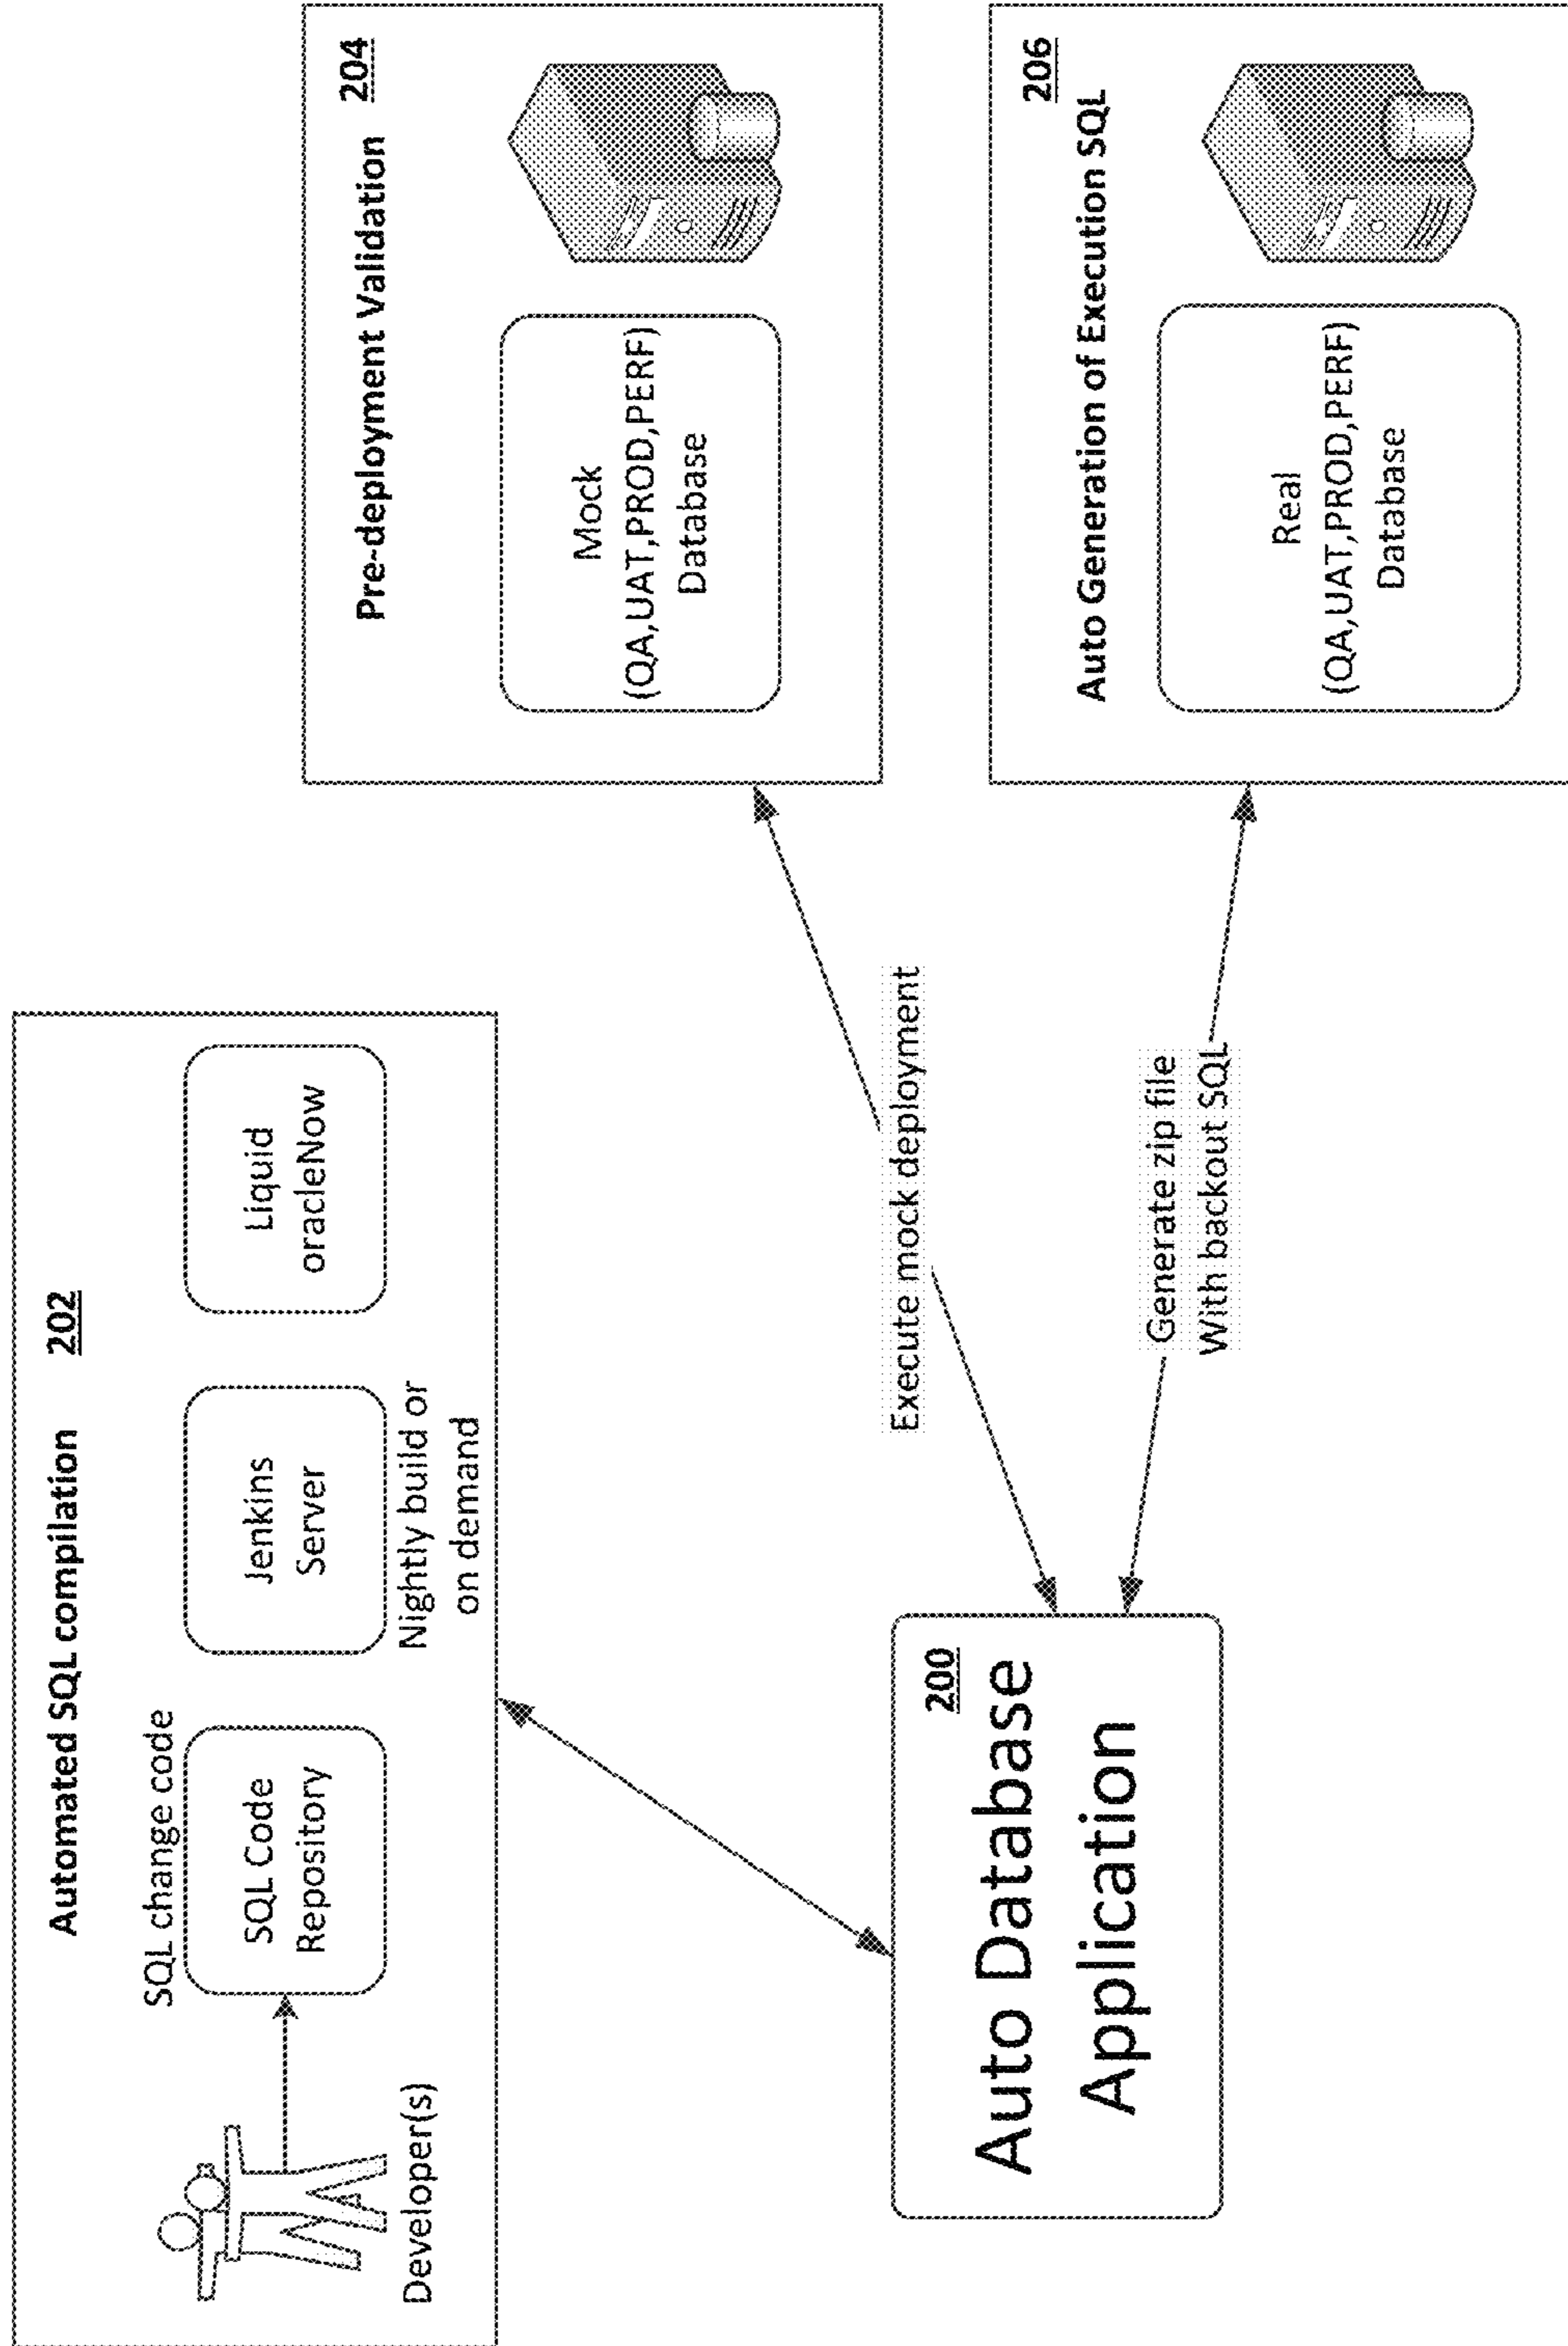 Automated SQL compilation 202
SQL change code
SQL Code
Repository
Jenkins
Server
Liquid
oracleNow
Developer(s)
Nightly build or
on demand
200
Auto Database
Application
Execute mock deployment
Generate zip file
With backout SQL
Pre-deployment Validation 204
Mock
(QA,UAT,PROD,PERF)
Database
206
Auto Generation of Execution SQL
Real
(QA,UAT,PROD,PERF)
Database